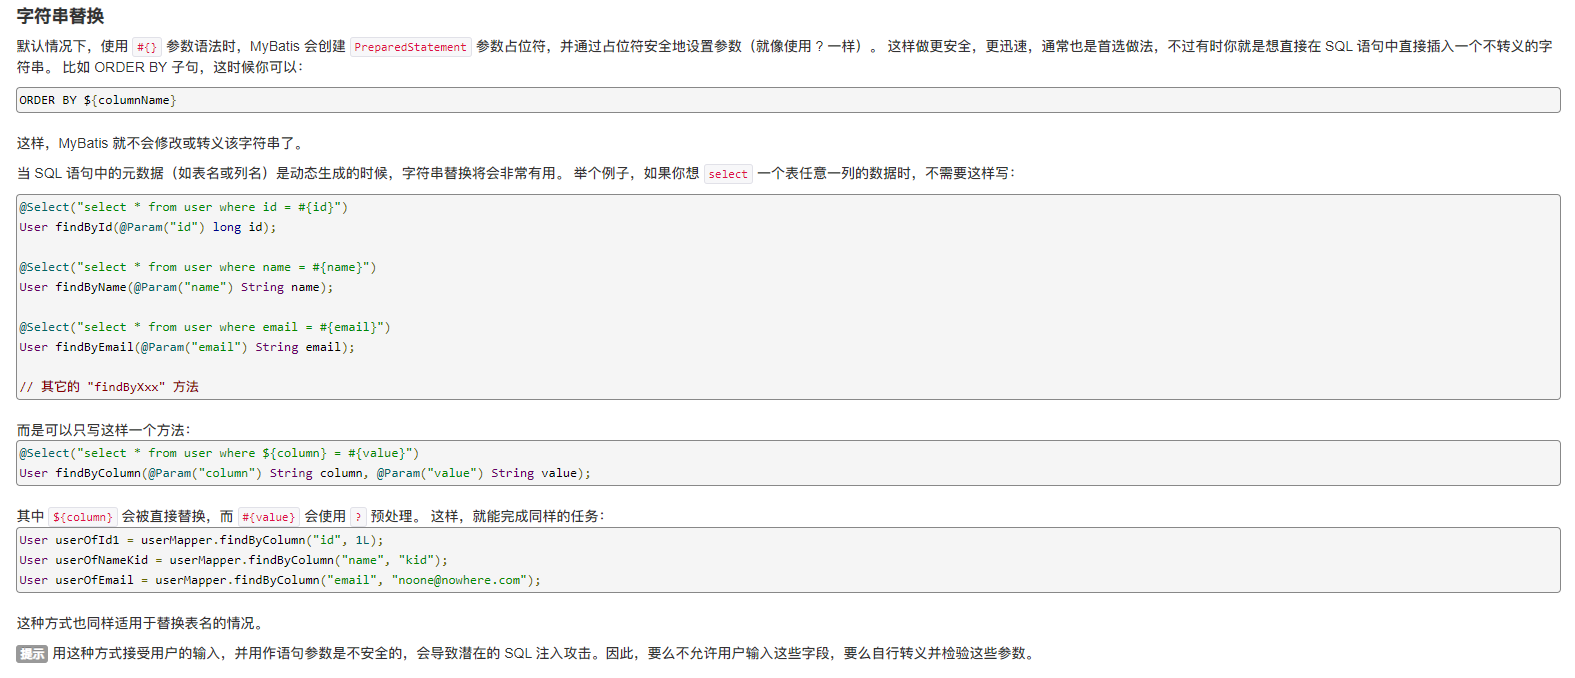 字符串替换
默认情况下，使用 #{} 参数语法时，MyBatis 会创建 PreparedStatement 参数占位符，并通过占位符安全地设置参数（就像使用 ? 一样）。 这样做更安全，更迅速，通常也是首选做法，不过有时你就是想直接在 SQL 语句中直接插入一个不转义的字
符串。 比如 ORDER BY 子句，这时候你可以：
ORDER BY ${columnName}
这样，MyBatis 就不会修改或转义该字符串了。
当 SQL 语句中的元数据（如表名或列名）是动态生成的时候，字符串替换将会非常有用。 举个例子，如果你想 select 一个表任意一列的数据时，不需要这样写：
@Select("select * from user where id = #{id}")
User findById(@Param("id") long id);
@Select("select * from user where name = #{name}")
User findByName(@Param("name") String name);
@Select("select * from user where email = #{email}")
User findByEmail(@Param("email") String email);
// 其它的 "findByXxx" 方法
而是可以只写这样一个方法：
@Select("select * from user where ${column} = #{value}")
User findByColumn(@Param("column") String column, @Param("value") String value);
其中 ${column} 会被直接替换，而 #{value} 会使用 ? 预处理。 这样，就能完成同样的任务：
User userOfId1 = userMapper.findByColumn("id", 1L);
User userOfNameKid = userMapper.findByColumn("name", "kid");
User userOfEmail = userMapper.findByColumn("email", "noone@nowhere.com");
这种方式也同样适用于替换表名的情况。
提示 用这种方式接受用户的输入，并用作语句参数是不安全的，会导致潜在的 SQL 注入攻击。因此，要么不允许用户输入这些字段，要么自行转义并检验这些参数。